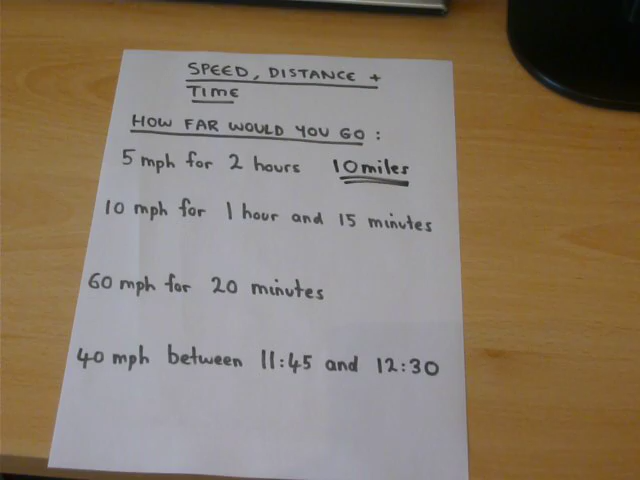 SPEED, DISTANCE +
TIME
HOW FAR WOULD YOU GO :
5 mph for 2 hours 10 miles
10 mph for 1 hour and 15 minutes
60 mph for 20 minutes
40 mph between 11:45 and 12:30